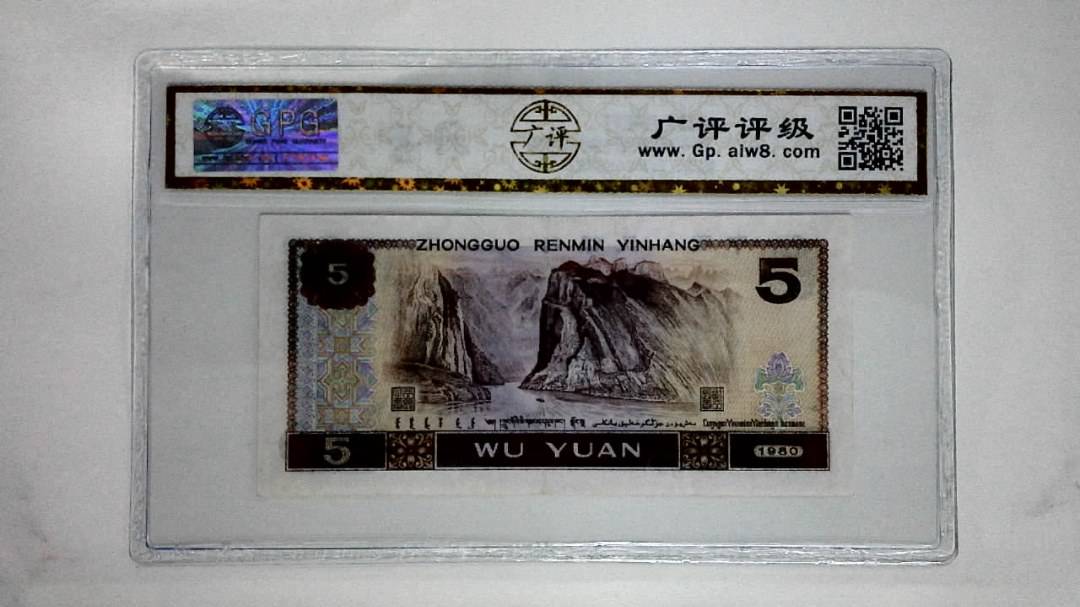 GPG
广评
广评评级
www.Gp.alw8.com
ZHONGGUO RENMIN YINHANG
5
5
5
WU YUAN
1980